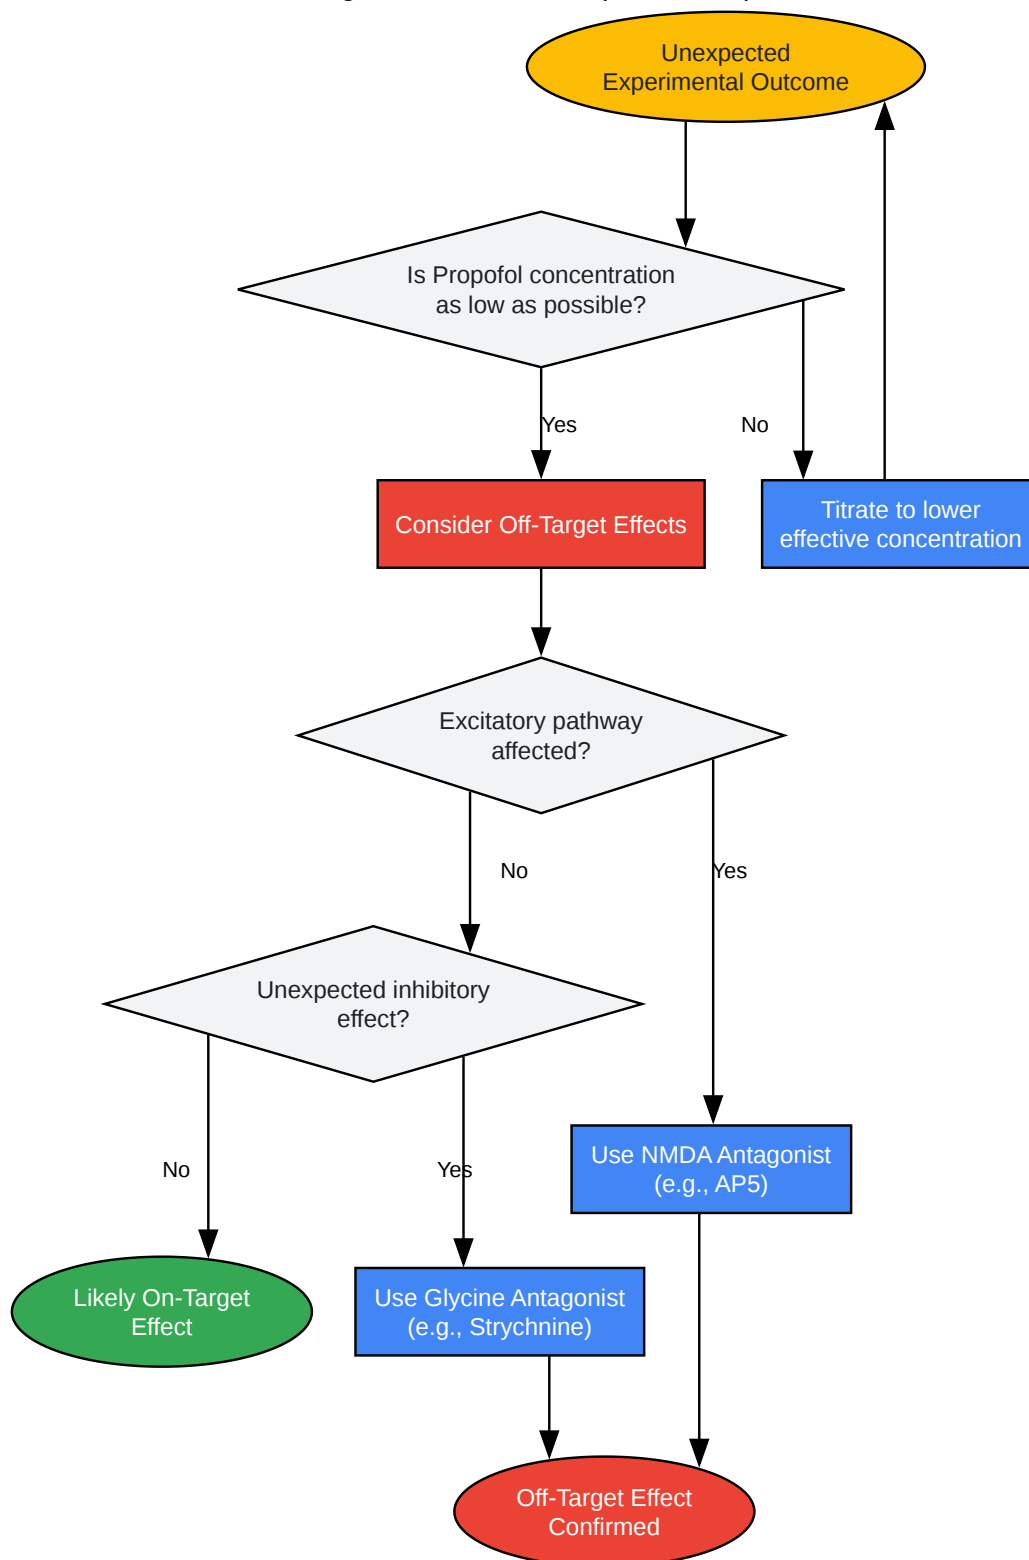 Unexpected
Experimental Outcome
Is Propofol concentration
as low as possible?
Yes
No
Consider Off-Target Effects
Titrate to lower
effective concentration
Excitatory pathway
affected?
No
Yes
Unexpected inhibitory
effect?
No
Yes
Use NMDA Antagonist
(e.g., AP5)
Likely On-Target
Effect
Use Glycine Antagonist
(e.g., Strychnine)
Off-Target Effect
Confirmed